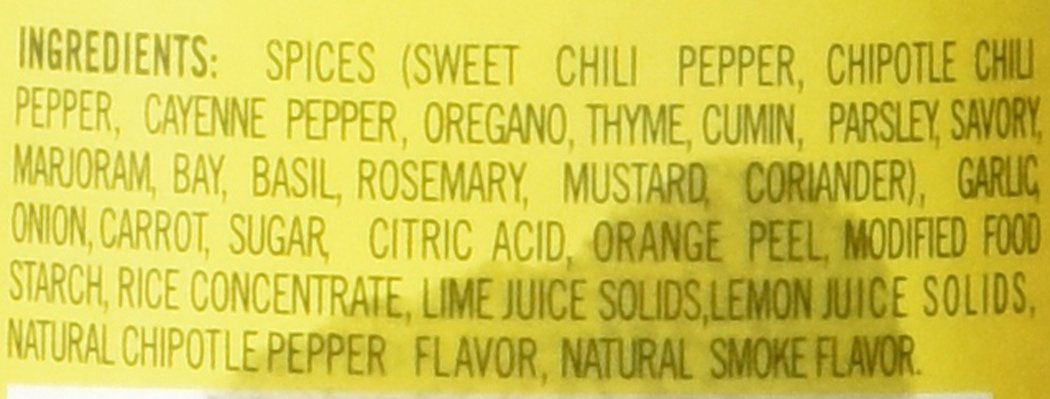 INGREDIENTS: SPICES (SWEET CHILI PEPPER, CHIPOTLE CHILI
PEPPER, CAYENNE PEPPER, OREGANO, THYME, CUMIN, PARSLEY, SAVORY,
MARJORAM, BAY, BASIL, ROSEMARY, MUSTARD, CORIANDER), GARLIC,
ONION, CARROT, SUGAR, CITRIC ACID, ORANGE PEEL, MODIFIED FOOD
STARCH, RICE CONCENTRATE, LIME JUICE SOLIDS,LEMON JUICE SOLIDS,
NATURAL CHIPOTLE PEPPER FLAVOR, NATURAL SMOKE FLAVOR.